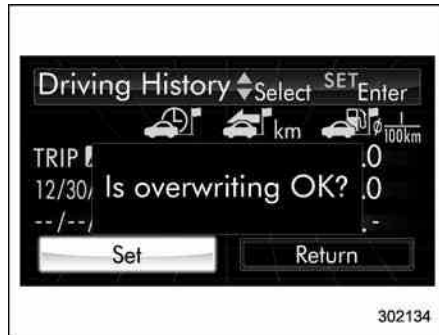 Driving History Select SET Enter
km ø l/100km
TRIP .0
12/30/ .0
Is overwriting OK?
--/--/ .-
Set Return
302134